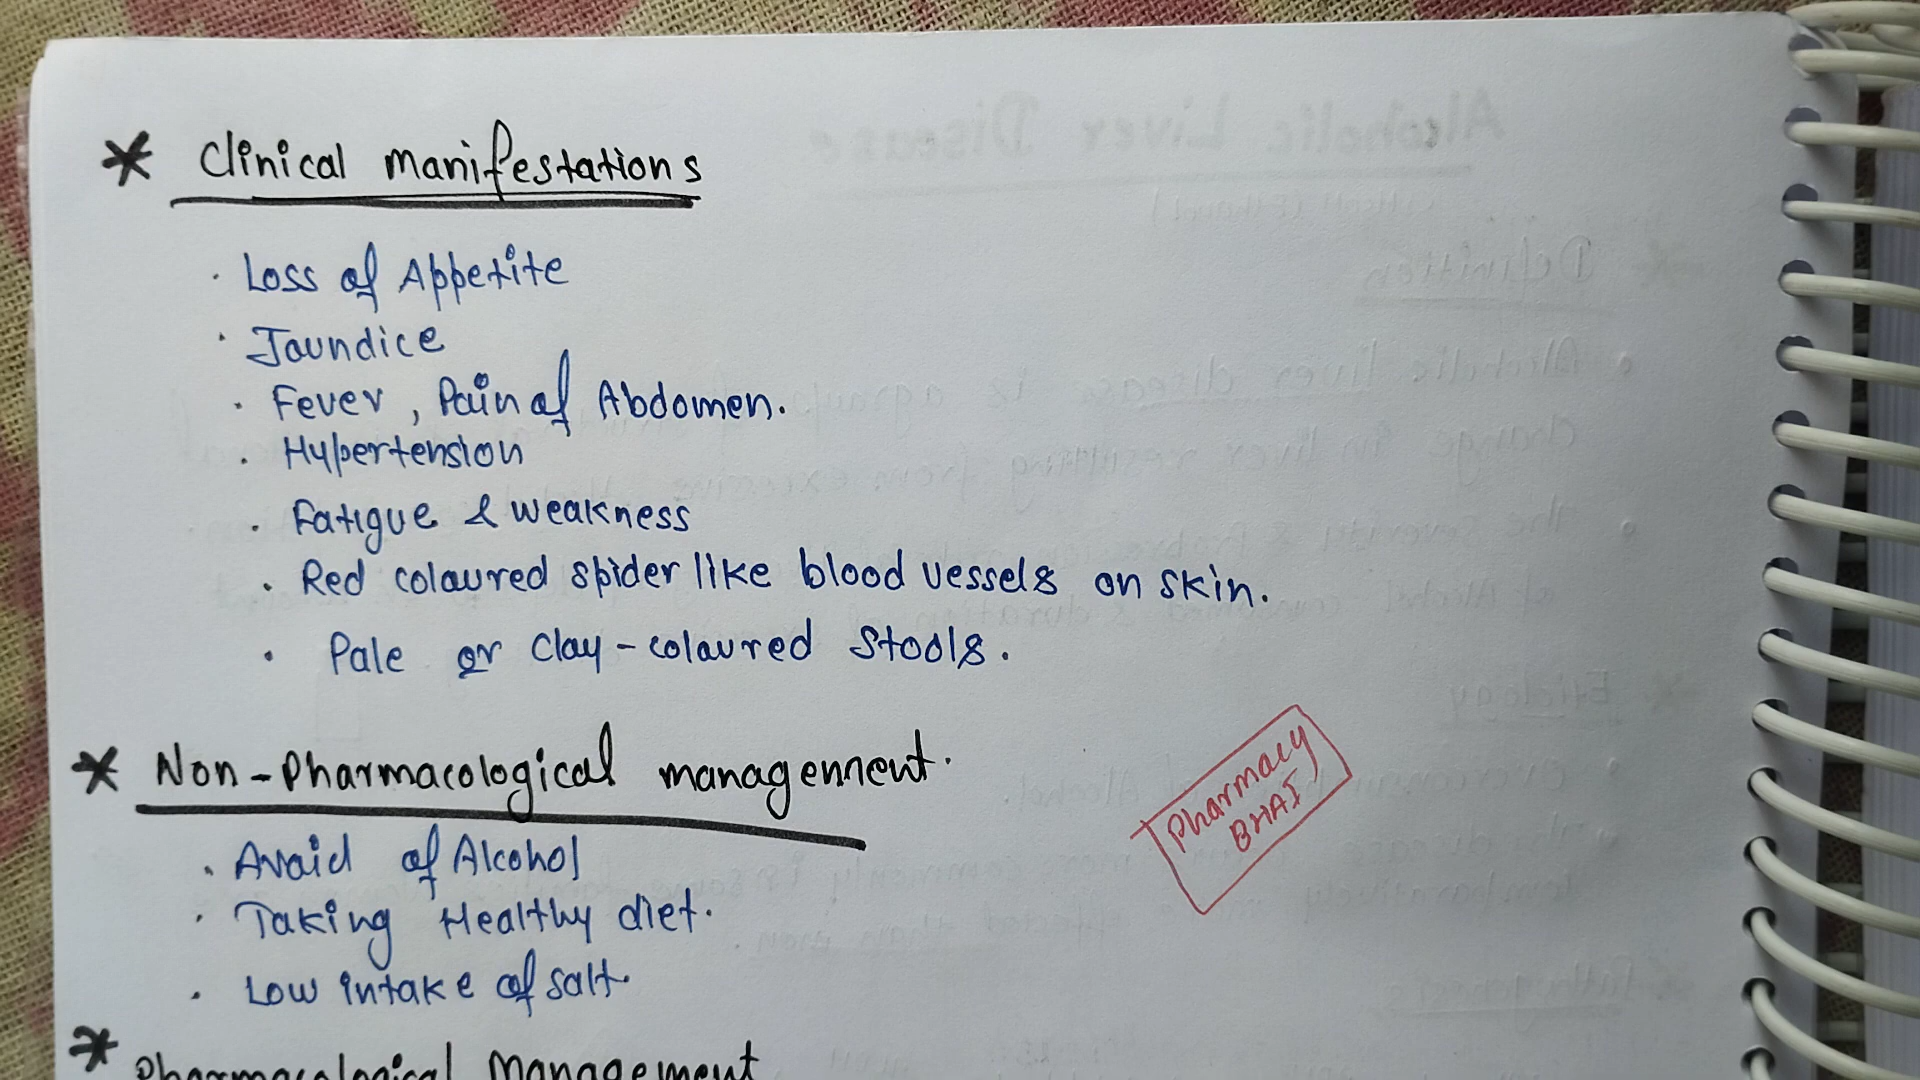 * Clinical manifestations
. Loss of Appetite
. Jaundice
. Fever, Pain of Abdomen.
. Hypertension
. Fatigue & weakness
. Red coloured spider like blood vessels on skin.
. Pale or Clay-coloured Stools.
* Non-Pharmacological management.
Pharmacy
BHAI
. Avoid of Alcohol
. Taking Healthy diet.
. Low intake of salt.
* Pharmacological Management